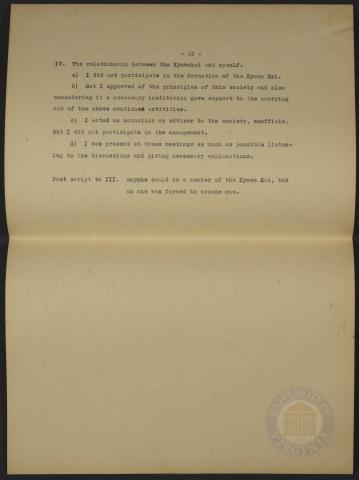 - 18 -
IV. The relationship between the Kyowakai and myself.
a) I did not participate in the formation of the Kyowa Kai.
b) But I approved of the principles of this society and also
considering it a necessary institution gave support to the carrying
out of the above mentioned activities.
c) I acted as councilor or adviser to the society, exofficio.
But I did not participate in the management.
d) I was present at these meetings as much as possible listen-
ing to the discussions and giving necessary explanations.
Post script to III. Anyone could be a member of the Kyowa Kai, but
no one was forced to become one.
UNIVERSITY OF VIRGINIA